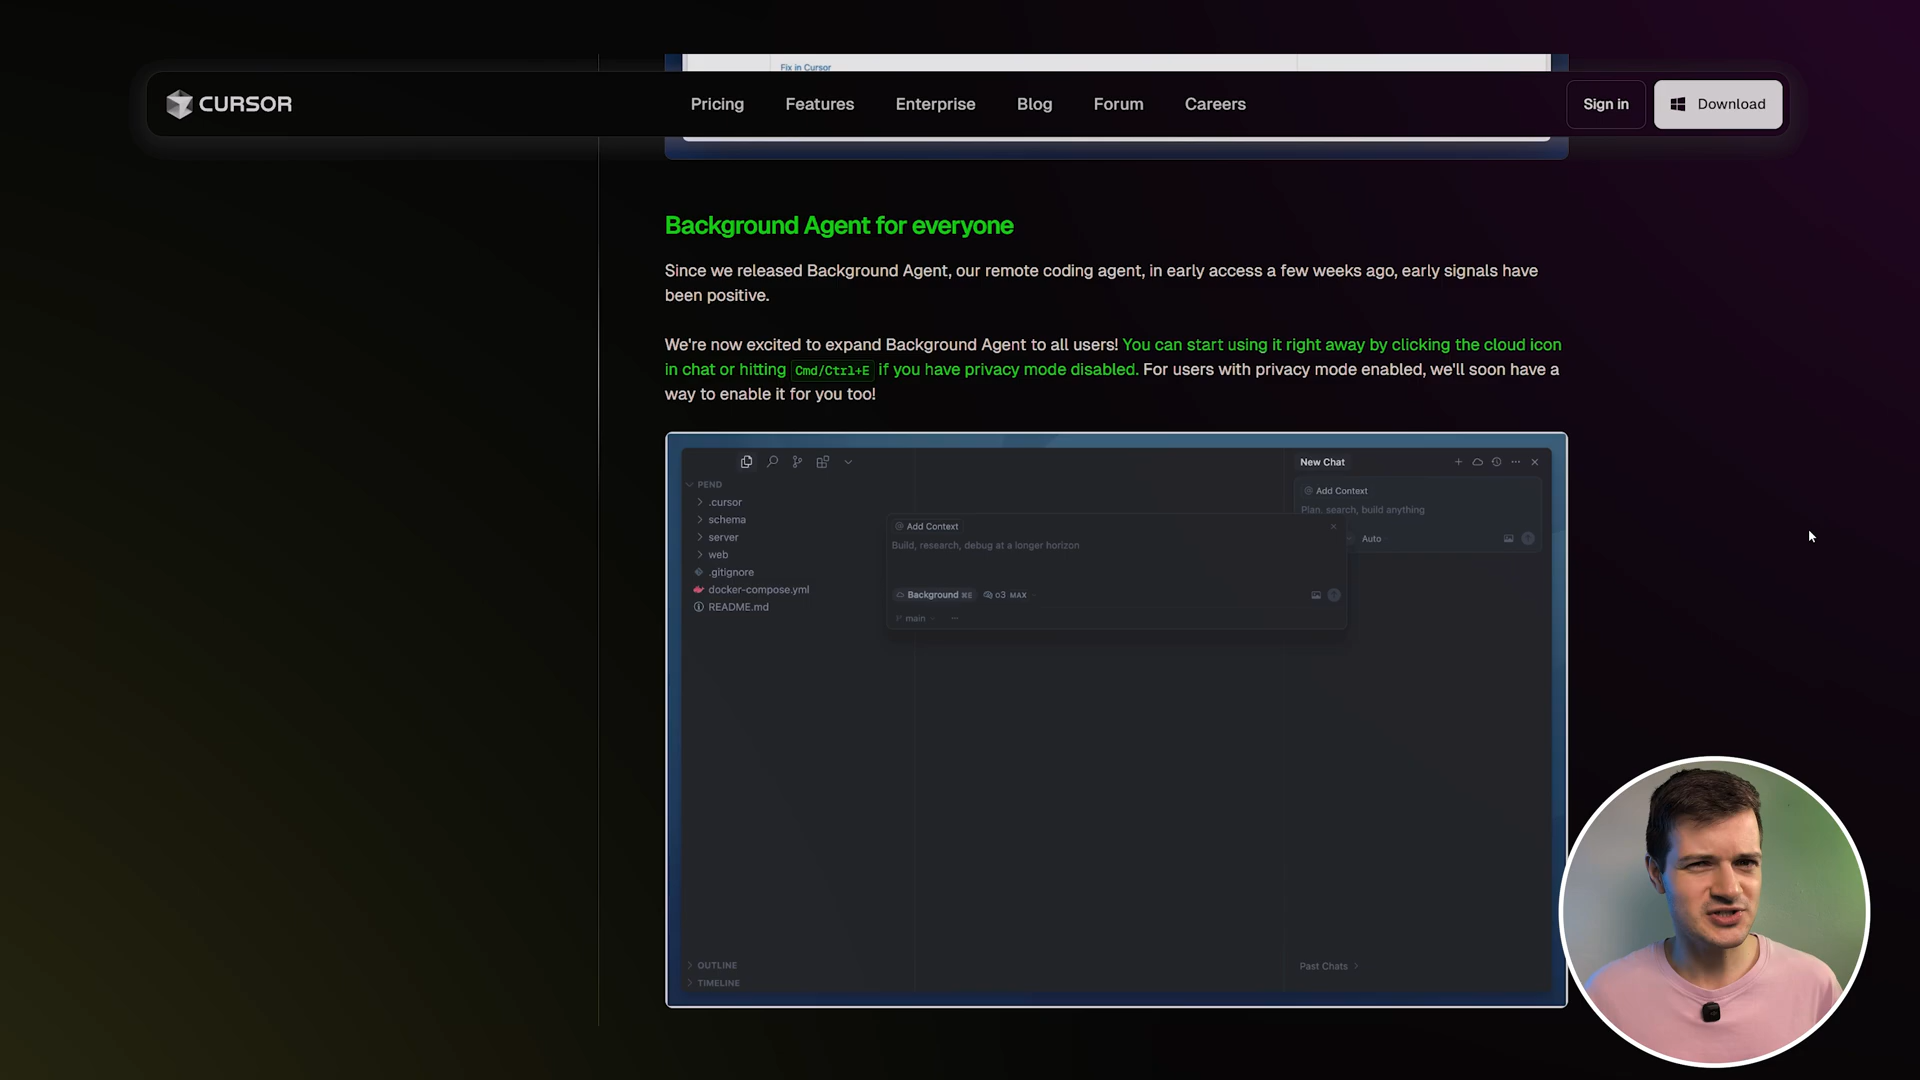 Fix in Cursor
CURSOR
Pricing
Features
Enterprise
Blog
Forum
Careers
Sign in
Download
Background Agent for everyone
Since we released Background Agent, our remote coding agent, in early access a few weeks ago, early signals have
been positive.
We're now excited to expand Background Agent to all users! You can start using it right away by clicking the cloud icon
in chat or hitting Cmd/Ctrl+E if you have privacy mode disabled. For users with privacy mode enabled, we'll soon have a
way to enable it for you too!
PEND
.cursor
schema
server
web
.gitignore
docker-compose.yml
README.md
OUTLINE
TIMELINE
@ Add Context
Build, research, debug at a longer horizon
Background ⌘E
o3 MAX
main
New Chat
@ Add Context
Plan, search, build anything
Auto
Past Chats